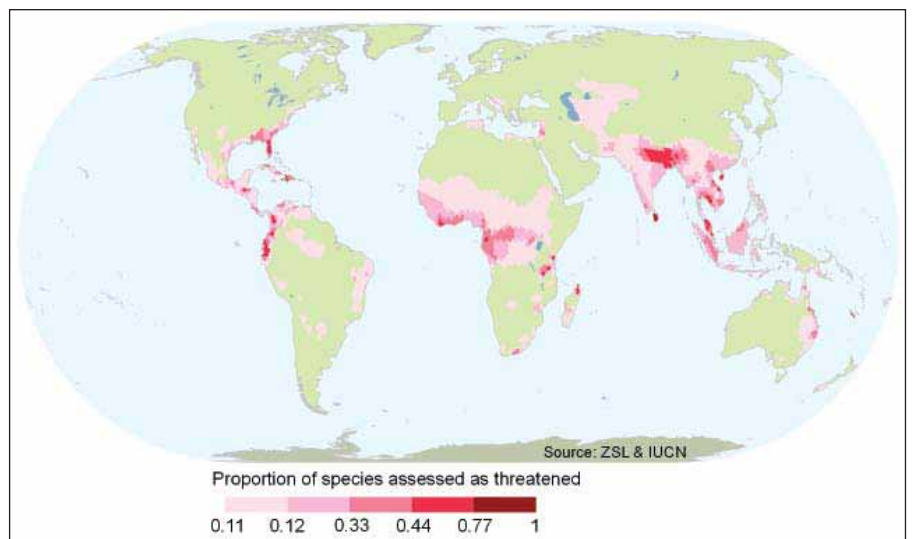 Source: ZSL & IUCN
Proportion of species assessed as threatened
0.11 0.12 0.33 0.44 0.77 1